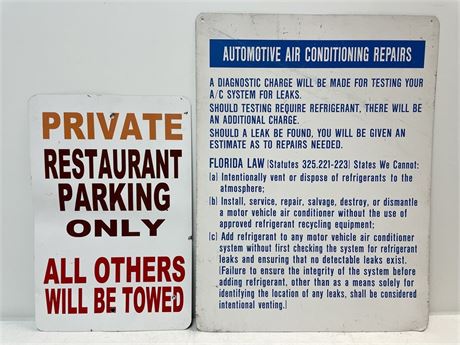 PRIVATE
RESTAURANT
PARKING
ONLY
ALL OTHERS
WILL BE TOWED
AUTOMOTIVE AIR CONDITIONING REPAIRS
A DIAGNOSTIC CHARGE WILL BE MADE FOR TESTING YOUR
A/C SYSTEM FOR LEAKS.
SHOULD TESTING REQUIRE REFRIGERANT, THERE WILL BE
AN ADDITIONAL CHARGE.
SHOULD A LEAK BE FOUND, YOU WILL BE GIVEN AN
ESTIMATE AS TO REPAIRS NEEDED.
FLORIDA LAW (Statutes 325.221-223) States We Cannot:
(a) Intentionally vent or dispose of refrigerants to the
atmosphere;
(b) Install, service, repair, salvage, destroy, or dismantle
a motor vehicle air conditioner without the use of
approved refrigerant recycling equipment;
(c) Add refrigerant to any motor vehicle air conditioner
system without first checking the system for refrigerant
leaks and ensuring that no detectable leaks exist.
(Failure to ensure the integrity of the system before
adding refrigerant, other than as a means solely for
identifying the location of any leaks, shall be considered
intentional venting.)